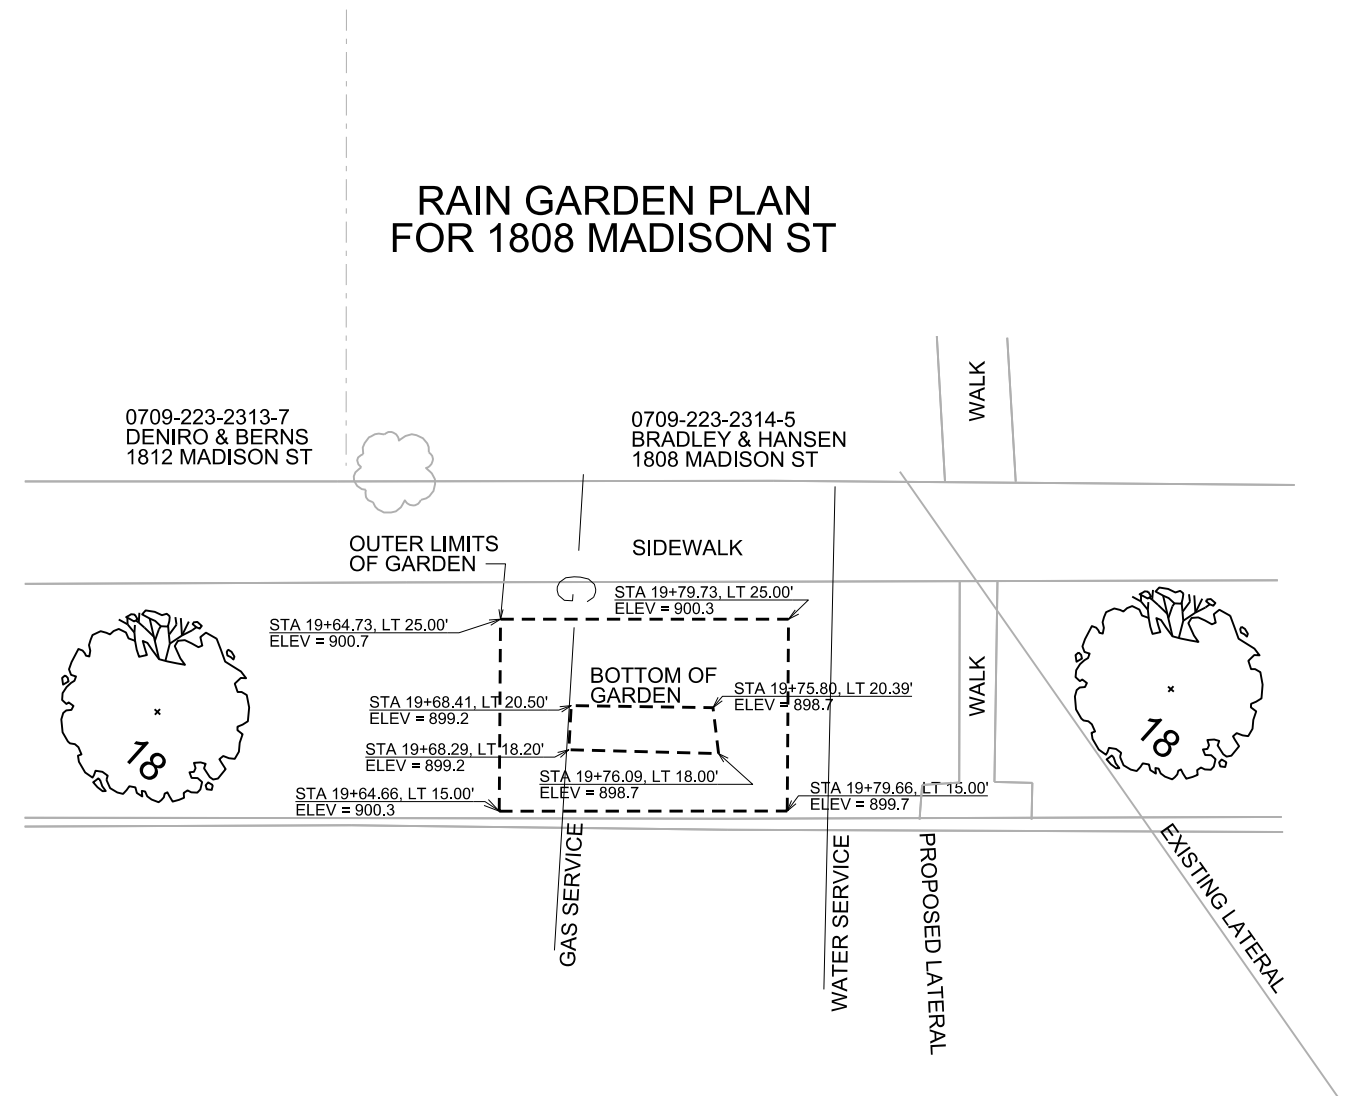 RAIN GARDEN PLAN
FOR 1808 MADISON ST
WALK
0709-223-2313-7
DENIRO & BERNS
1812 MADISON ST
0709-223-2314-5
BRADLEY & HANSEN
1808 MADISON ST
OUTER LIMITS
OF GARDEN
SIDEWALK
STA 19+79.73, LT 25.00'
ELEV = 900.3
STA 19+64.73, LT 25.00'
ELEV = 900.7
BOTTOM OF
GARDEN
WALK
STA 19+68.41, LT 20.50'
ELEV = 899.2
STA 19+75.80, LT 20.39'
ELEV = 898.7
18
18
STA 19+68.29, LT 18.20'
ELEV = 899.2
STA 19+76.09, LT 18.00'
ELEV = 898.7
STA 19+64.66, LT 15.00'
ELEV = 900.3
STA 19+79.66, LT 15.00'
ELEV = 899.7
GAS SERVICE
WATER SERVICE
PROPOSED LATERAL
EXISTING LATERAL